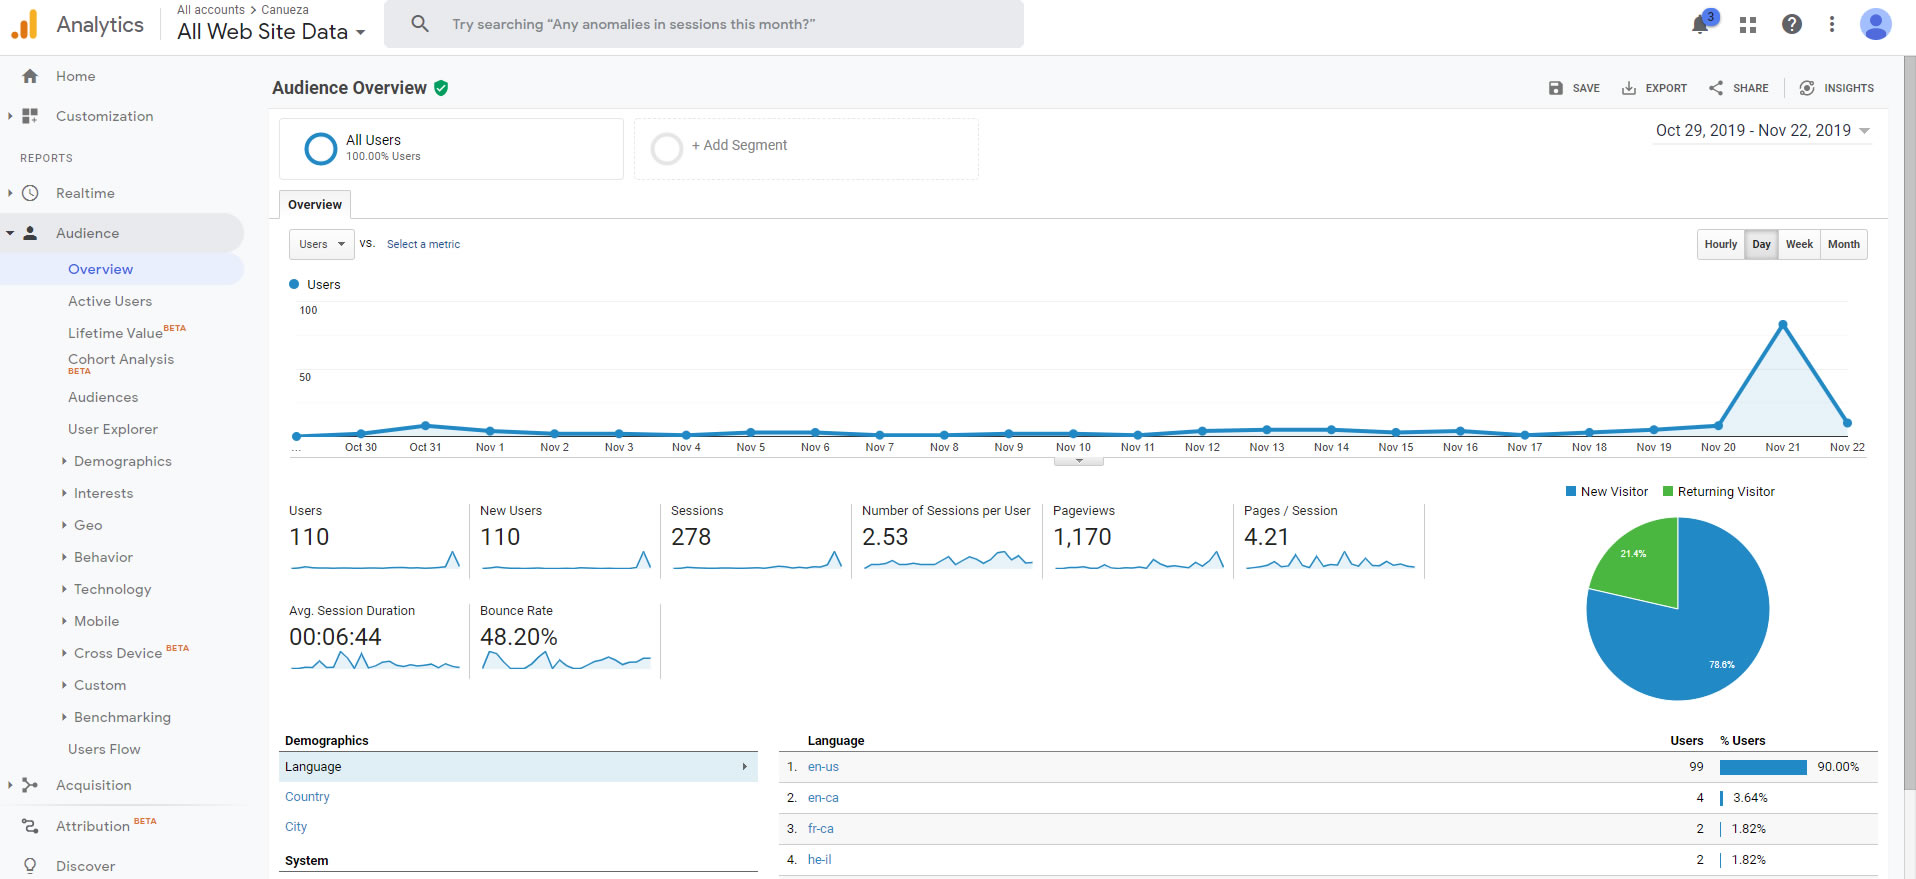 Analytics
All accounts > Canueza
All Web Site Data
Try searching “Any anomalies in sessions this month?”
3
Home
Customization
REPORTS
Realtime
Audience
Overview
Active Users
Lifetime Value BETA
Cohort Analysis
BETA
Audiences
User Explorer
Demographics
Interests
Geo
Behavior
Technology
Mobile
Cross Device BETA
Custom
Benchmarking
Users Flow
Acquisition
Attribution BETA
Discover
Audience Overview
SAVE EXPORT SHARE INSIGHTS
All Users
100.00% Users
+ Add Segment
Oct 29, 2019 - Nov 22, 2019
Overview
Users VS. Select a metric
Hourly Day Week Month
Users
100
50
... Oct 30 Oct 31 Nov 1 Nov 2 Nov 3 Nov 4 Nov 5 Nov 6 Nov 7 Nov 8 Nov 9 Nov 10 Nov 11 Nov 12 Nov 13 Nov 14 Nov 15 Nov 16 Nov 17 Nov 18 Nov 19 Nov 20 Nov 21 Nov 22
New Visitor Returning Visitor
Users New Users Sessions Number of Sessions per User Pageviews Pages / Session
110 110 278 2.53 1,170 4.21
Avg. Session Duration Bounce Rate
00:06:44 48.20%
21.4%
78.6%
Demographics
Language
Country
City
System
Language Users % Users
1. en-us 99 90.00%
2. en-ca 4 3.64%
3. fr-ca 2 1.82%
4. he-il 2 1.82%